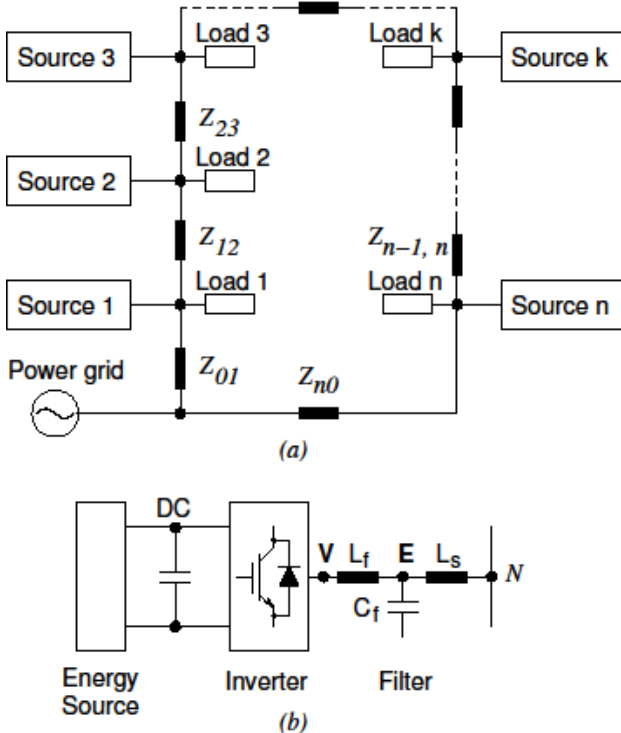 Load 3
Load k
Source 3
Source k
Z23
Load 2
Source 2
Z12
Zn−1, n
Load 1
Load n
Source 1
Source n
Power grid
Z01
Zn0
(a)
DC
V
Lf
E
Ls
N
Cf
Energy
Source
Inverter
Filter
(b)